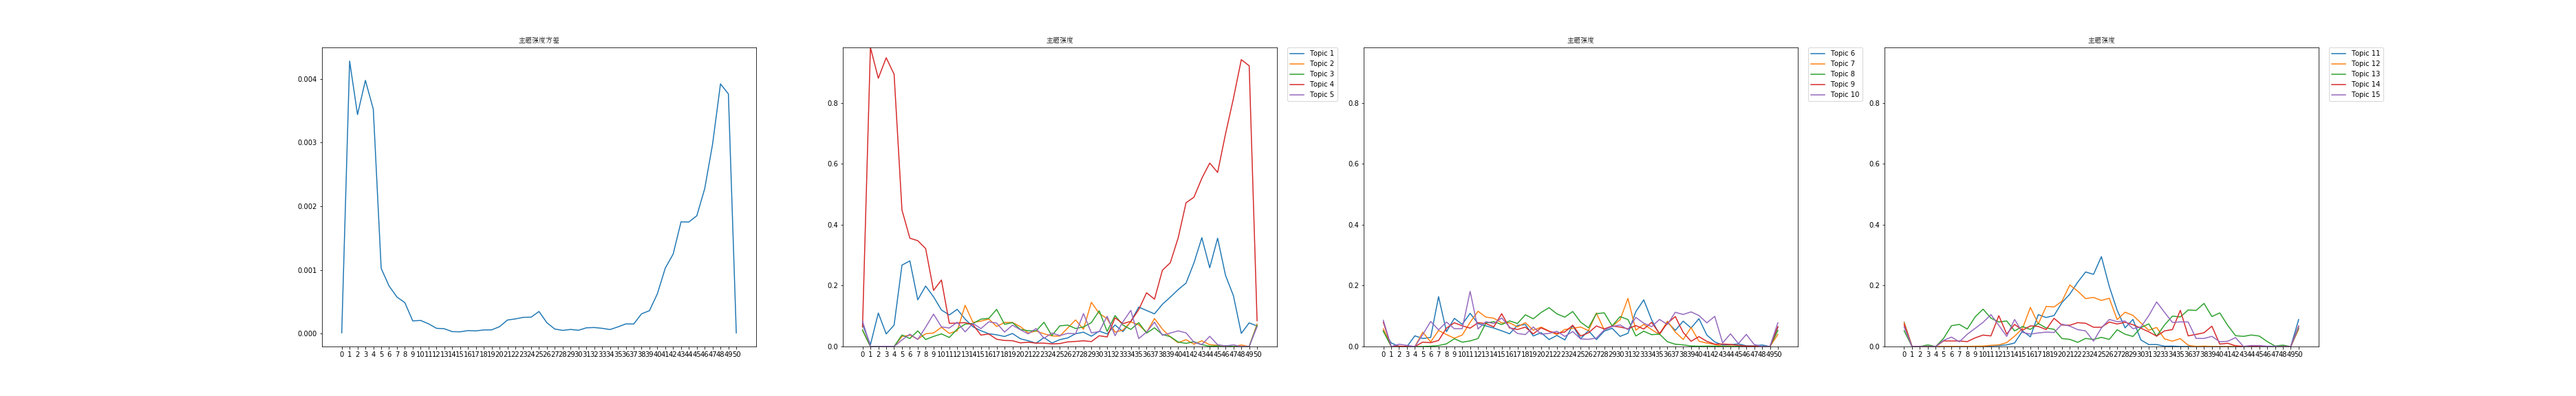 主题强度方差
0.004
0.003
0.002
0.001
0.000
0 1 2 3 4 5 6 7 8 9 10 11 12 13 14 15 16 17 18 19 20 21 22 23 24 25 26 27 28 29 30 31 32 33 34 35 36 37 38 39 40 41 42 43 44 45 46 47 48 49 50
主题强度
0.8
0.6
0.4
0.2
0.0
0 1 2 3 4 5 6 7 8 9 10 11 12 13 14 15 16 17 18 19 20 21 22 23 24 25 26 27 28 29 30 31 32 33 34 35 36 37 38 39 40 41 42 43 44 45 46 47 48 49 50
Topic 1
Topic 2
Topic 3
Topic 4
Topic 5
主题强度
0.8
0.6
0.4
0.2
0.0
0 1 2 3 4 5 6 7 8 9 10 11 12 13 14 15 16 17 18 19 20 21 22 23 24 25 26 27 28 29 30 31 32 33 34 35 36 37 38 39 40 41 42 43 44 45 46 47 48 49 50
Topic 6
Topic 7
Topic 8
Topic 9
Topic 10
主题强度
0.8
0.6
0.4
0.2
0.0
0 1 2 3 4 5 6 7 8 9 10 11 12 13 14 15 16 17 18 19 20 21 22 23 24 25 26 27 28 29 30 31 32 33 34 35 36 37 38 39 40 41 42 43 44 45 46 47 48 49 50
Topic 11
Topic 12
Topic 13
Topic 14
Topic 15